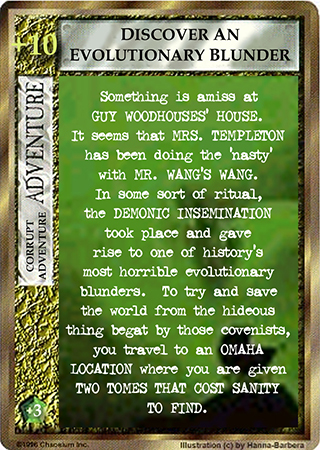 +10
DISCOVER AN
EVOLUTIONARY BLUNDER
CORRUPT
ADVENTURE
ADVENTURE
Something is amiss at
GUY WOODHOUSES' HOUSE.
It seems that MRS. TEMPLETON
has been doing the 'nasty'
with MR. WANG'S WANG.
In some sort of ritual,
the DEMONIC INSEMINATION
took place and gave
rise to one of history's
most horrible evolutionary
blunders. To try and save
the world from the hideous
thing begat by those covenists,
you travel to an OMAHA
LOCATION where you are given
TWO TOMES THAT COST SANITY
TO FIND.
+3
©1996 Chaosium Inc.
Illustration (c) by Hanna-Barbera